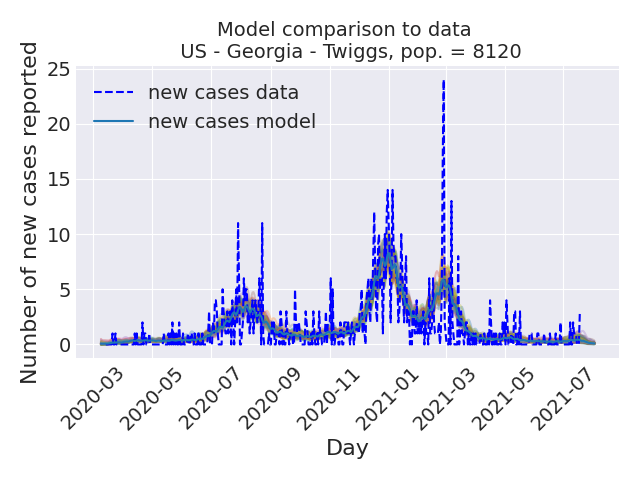 Model comparison to data
US - Georgia - Twiggs, pop. = 8120
Number of new cases reported
25
20
15
10
5
0
new cases data
new cases model
2020-03
2020-05
2020-07
2020-09
2020-11
2021-01
2021-03
2021-05
2021-07
Day